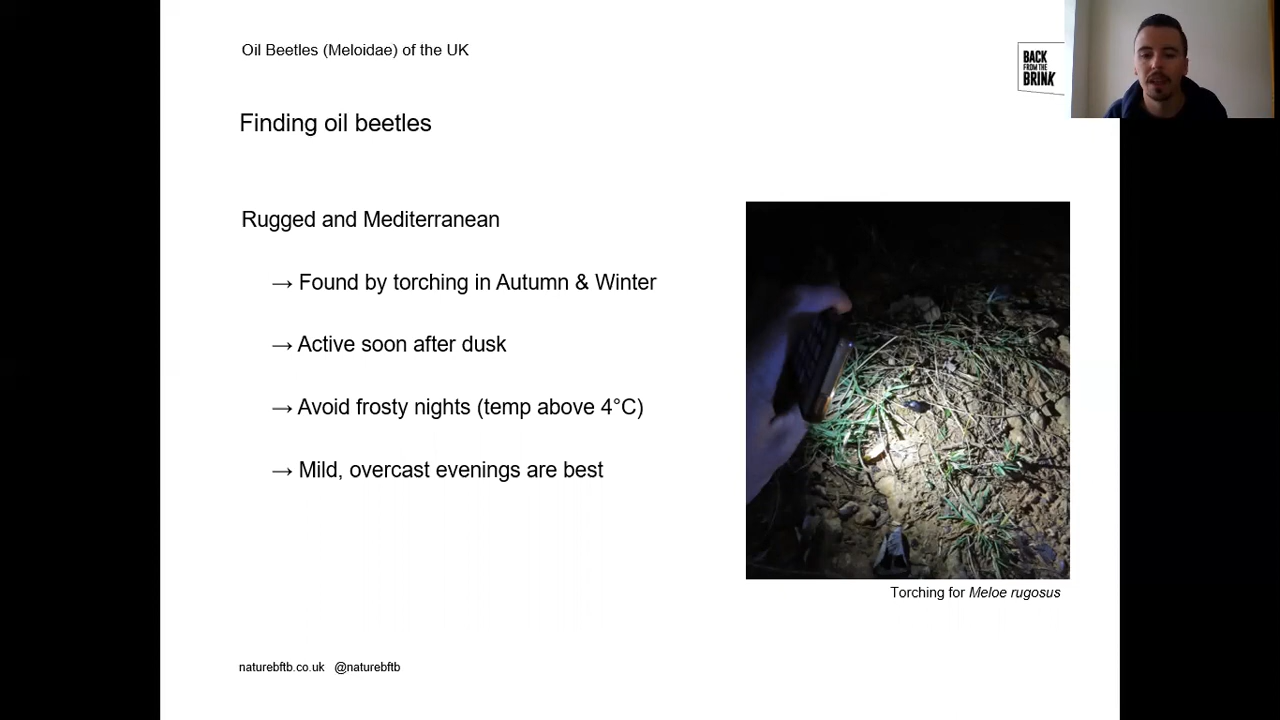 Oil Beetles (Meloidae) of the UK
BACK
FROM THE
BRINK
Finding oil beetles
Rugged and Mediterranean
→ Found by torching in Autumn & Winter
→ Active soon after dusk
→ Avoid frosty nights (temp above 4°C)
→ Mild, overcast evenings are best
Torching for Meloe rugosus
naturebftb.co.uk @naturebftb